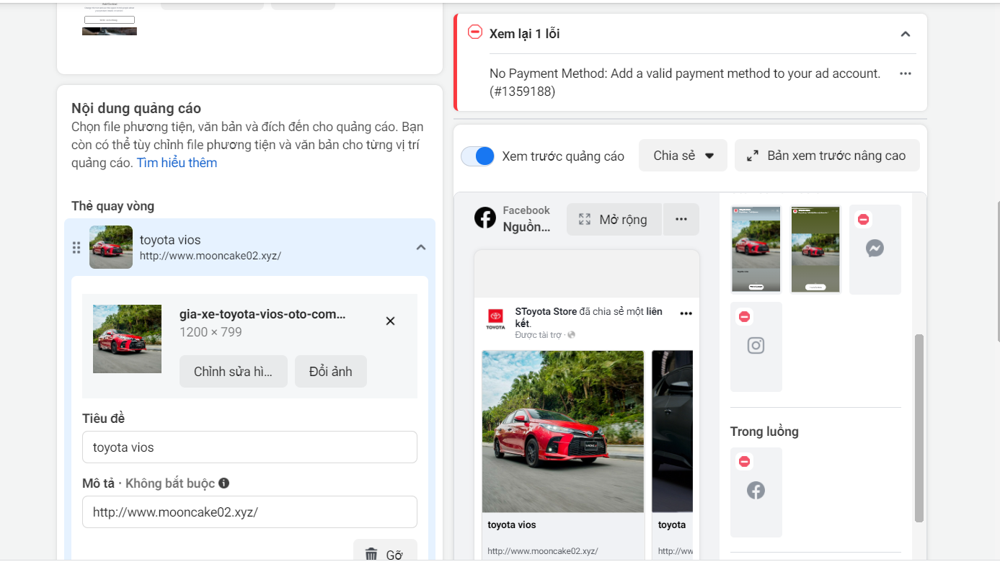 Nội dung quảng cáo
Chọn file phương tiện, văn bản và đích đến cho quảng cáo. Bạn
còn có thể tùy chỉnh file phương tiện và văn bản cho từng vị trí
quảng cáo. Tìm hiểu thêm
Thẻ quay vòng
toyota vios
http://www.mooncake02.xyz/
gia-xe-toyota-vios-oto-com...
1200 × 799
Chỉnh sửa hì...
Đổi ảnh
Tiêu đề
toyota vios
Mô tả · Không bắt buộc
http://www.mooncake02.xyz/
Gỡ
Xem lại 1 lỗi
No Payment Method: Add a valid payment method to your ad account.
(#1359188)
Xem trước quảng cáo
Chia sẻ
Bản xem trước nâng cao
Facebook
Nguồn...
Mở rộng
SToyota Store đã chia sẻ một liên
kết.
Được tài trợ ·
TOYOTA
VIOS
toyota vios
http://www.mooncake02.xyz/
toyota
http://ww
Trong luồng